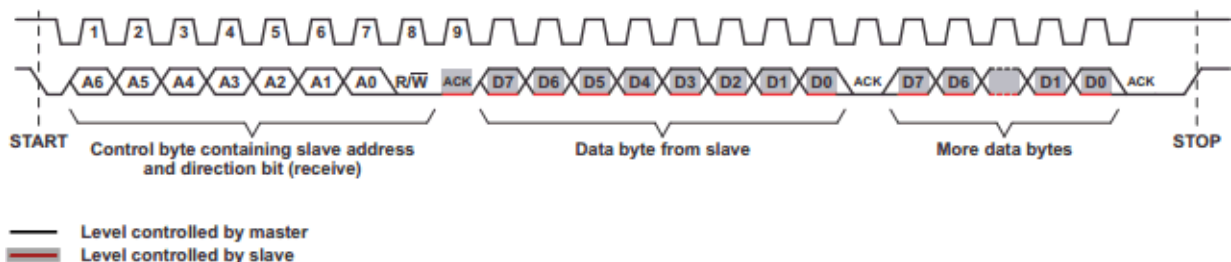 1 2 3 4 5 6 7 8 9
A6 A5 A4 A3 A2 A1 A0 R/W̅ ACK D7 D6 D5 D4 D3 D2 D1 D0 ACK D7 D6 D1 D0 ACK
START
Control byte containing slave address
and direction bit (receive)
Data byte from slave
More data bytes
STOP
Level controlled by master
Level controlled by slave